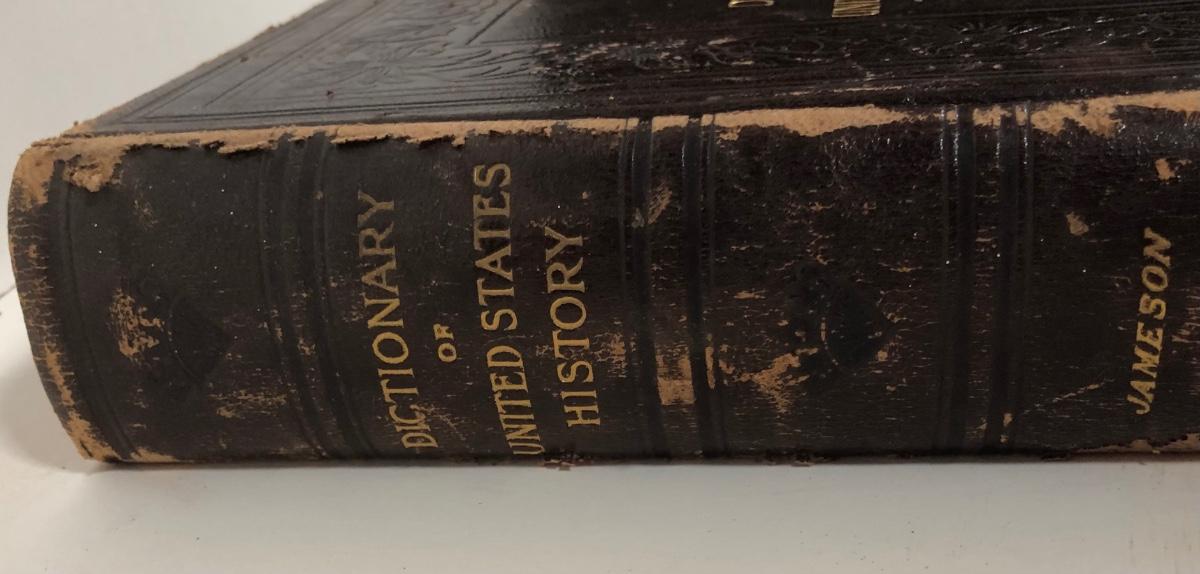 DICTIONARY
OF
UNITED STATES
HISTORY
JAMESON